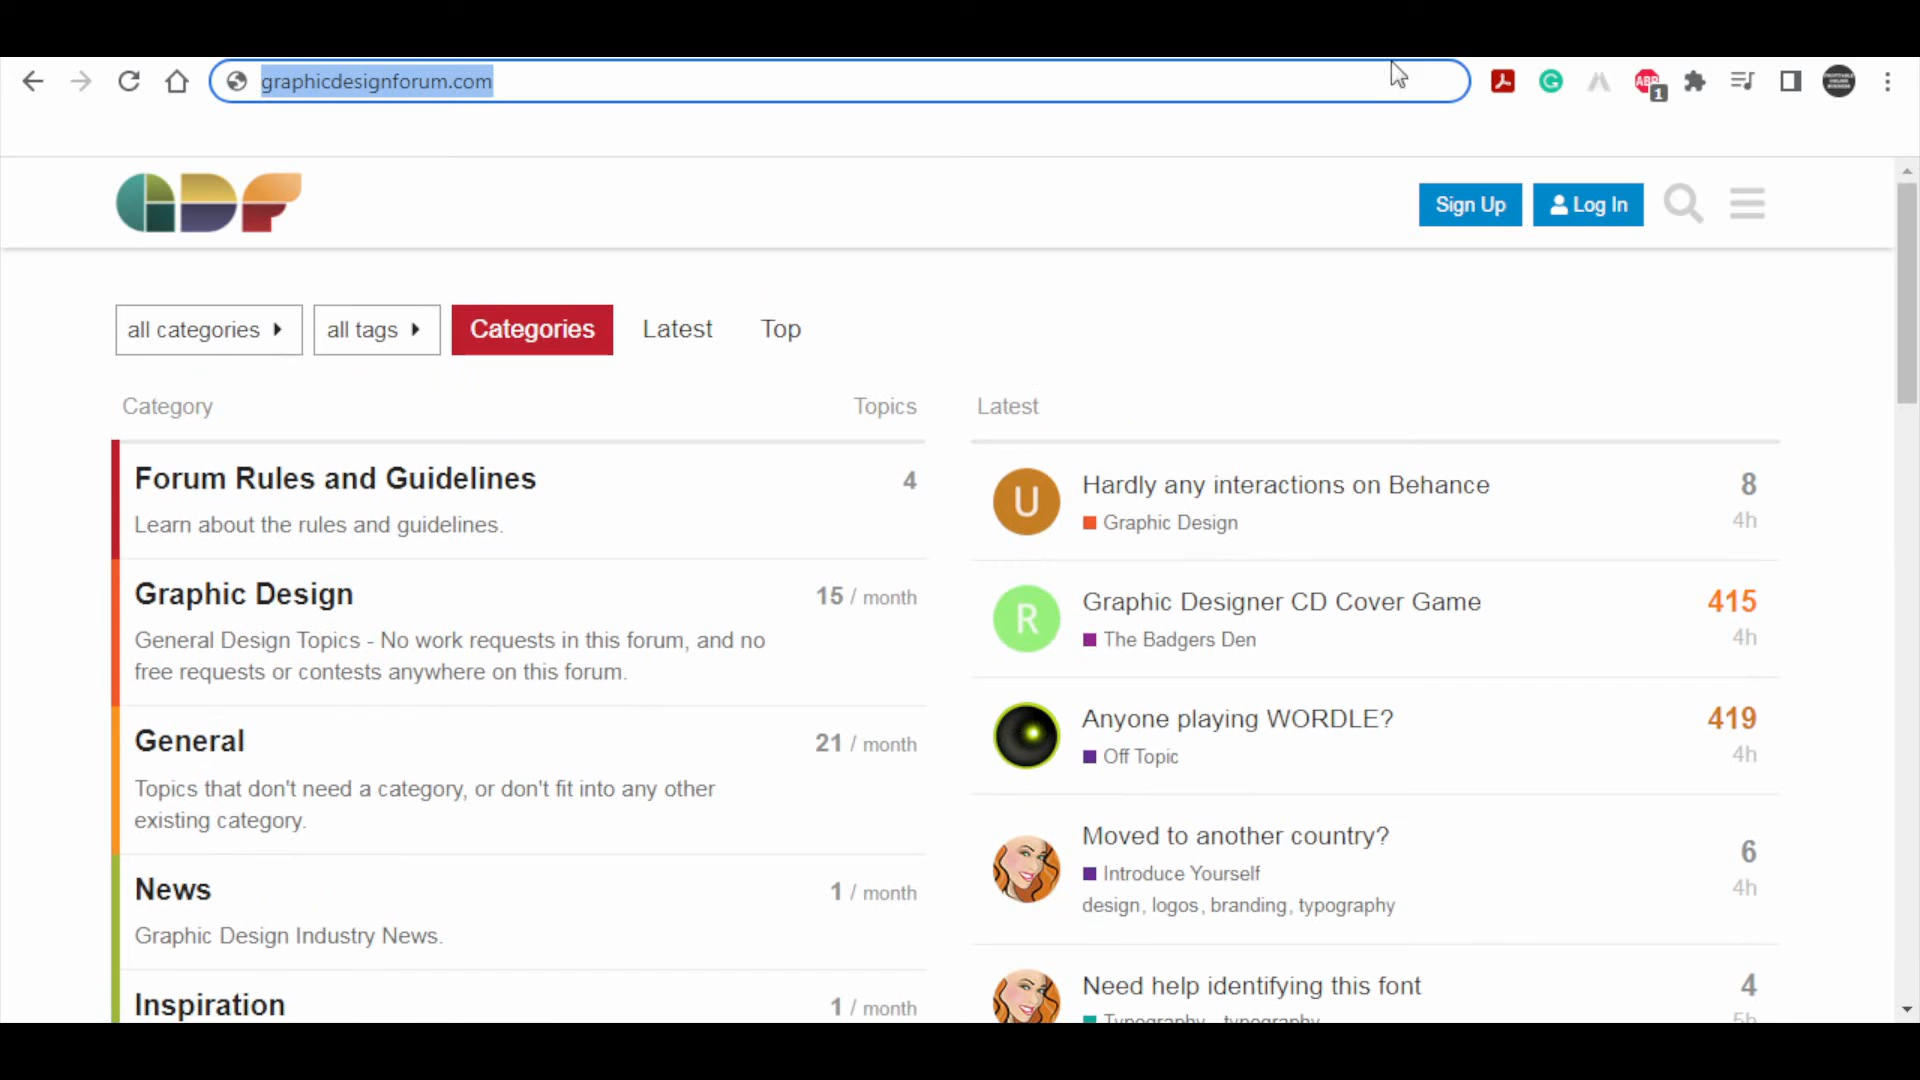 graphicdesignforum.com
ABP
1
GDF
Sign Up
Log In
all categories
all tags
Categories
Latest
Top
Category
Topics
Forum Rules and Guidelines
4
Learn about the rules and guidelines.
Graphic Design
15 / month
General Design Topics - No work requests in this forum, and no
free requests or contests anywhere on this forum.
General
21 / month
Topics that don't need a category, or don't fit into any other
existing category.
News
1 / month
Graphic Design Industry News.
Inspiration
1 / month
Latest
U
Hardly any interactions on Behance
8
Graphic Design
4h
R
Graphic Designer CD Cover Game
415
The Badgers Den
4h
Anyone playing WORDLE?
419
Off Topic
4h
Moved to another country?
6
Introduce Yourself
4h
design, logos, branding, typography
Need help identifying this font
4
Typography typography
5h